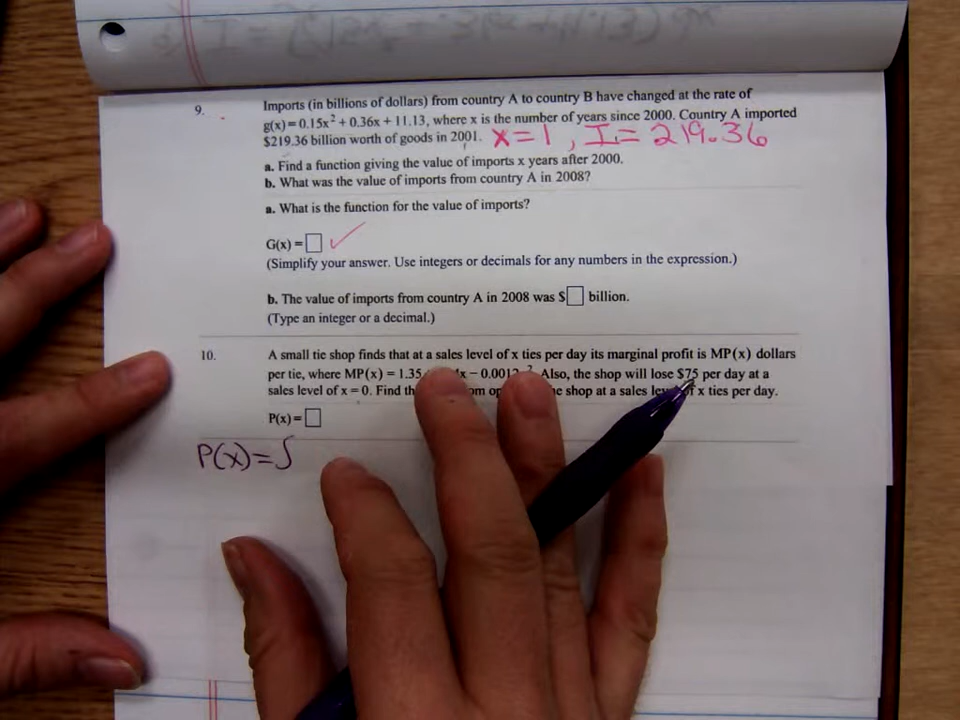 9. Imports (in billions of dollars) from country A to country B have changed at the rate of
g(x) = 0.15x² + 0.36x + 11.13, where x is the number of years since 2000. Country A imported
$219.36 billion worth of goods in 2001. x = 1, I = 219.36
a. Find a function giving the value of imports x years after 2000.
b. What was the value of imports from country A in 2008?
a. What is the function for the value of imports?
G(x) = □ ✓
(Simplify your answer. Use integers or decimals for any numbers in the expression.)
b. The value of imports from country A in 2008 was $□ billion.
(Type an integer or a decimal.)
10. A small tie shop finds that at a sales level of x ties per day its marginal profit is MP(x) dollars
per tie, where MP(x) = 1.35 x − 0.0012 Also, the shop will lose $75 per day at a
sales level of x = 0. Find op shop at a sales of x ties per day.
P(x) = □
P(x) = ∫